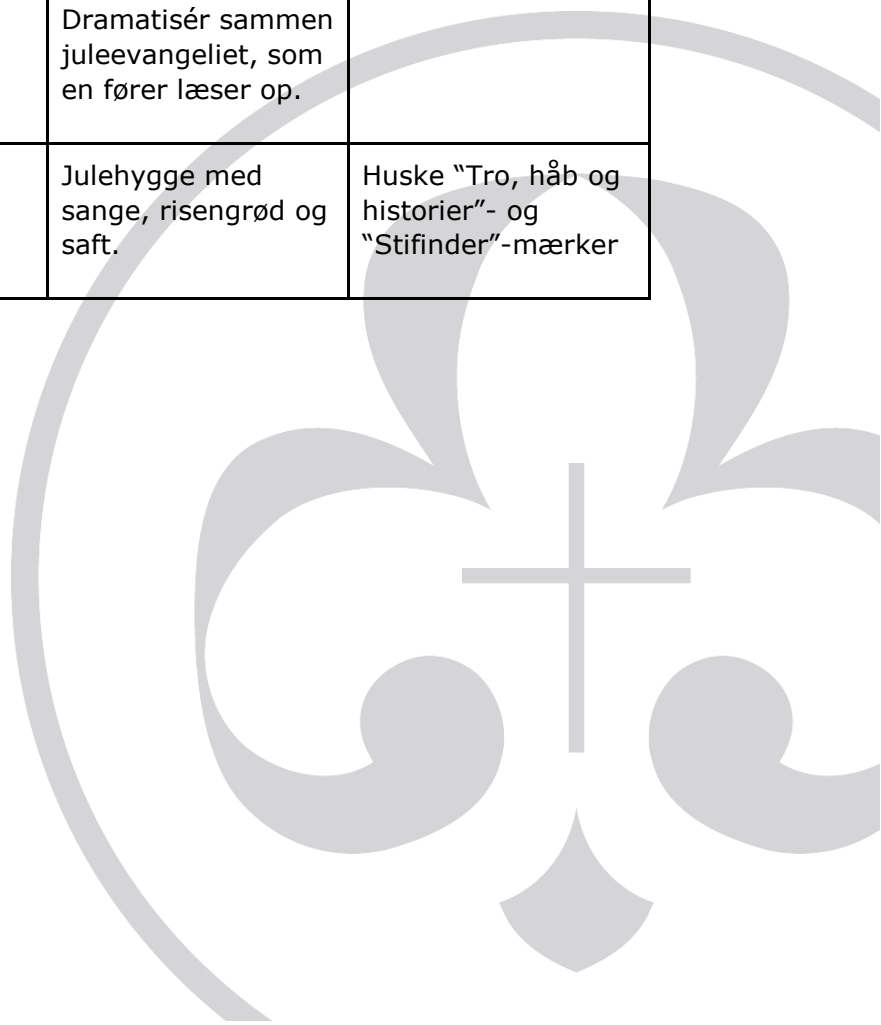 Dramatisér sammen
juleevangeliet, som
en fører læser op.
Julehygge med
sange, risengrød og
saft.
Huske “Tro, håb og
historier”- og
“Stifinder”-mærker